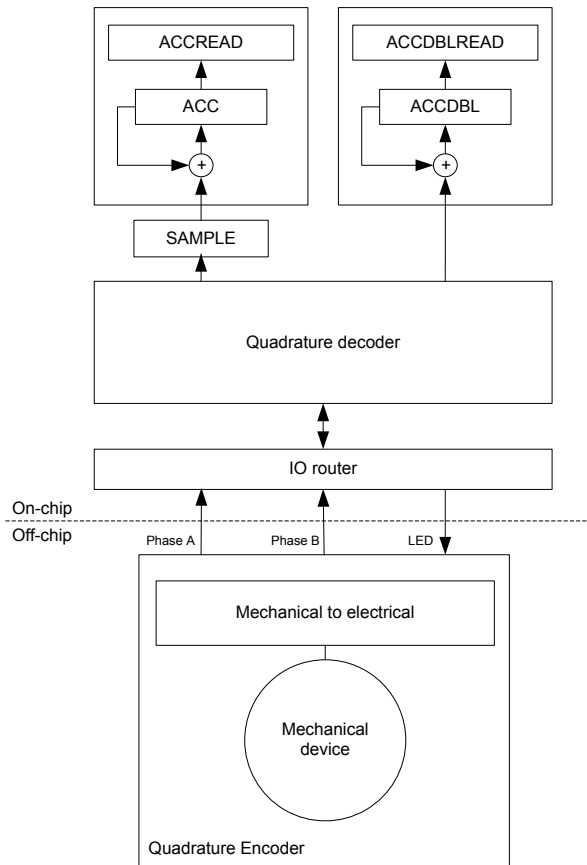 ACCREAD
ACCDBLREAD
ACC
ACCDBL
+
+
SAMPLE
Quadrature decoder
IO router
On-chip
Off-chip
Phase A
Phase B
LED
Mechanical to electrical
Mechanical
device
Quadrature Encoder